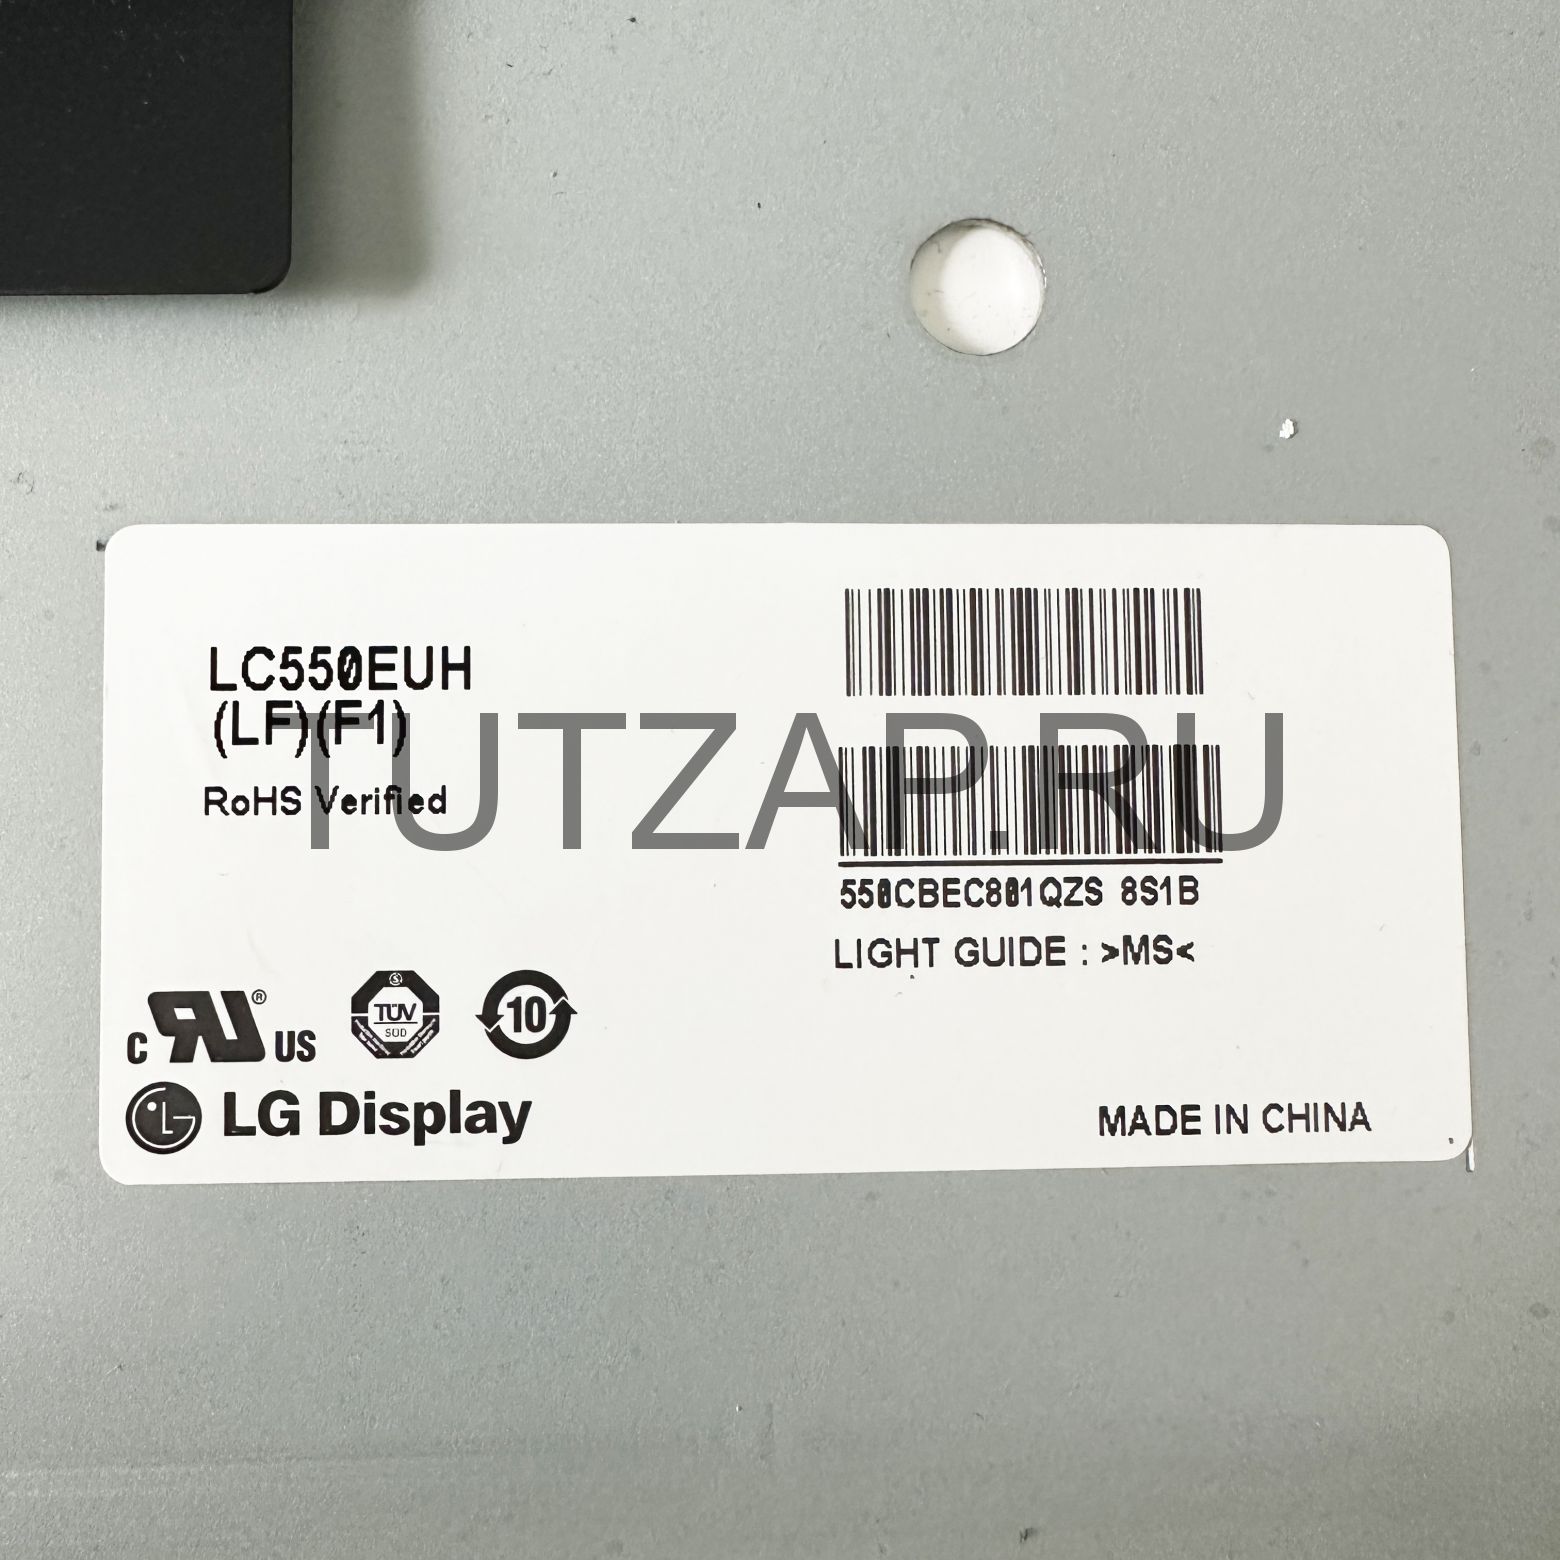 LC550EUH
(LF)(F1)
RoHS Verified
TUTZAP.RU
550CBEC801QZS 8S1B
LIGHT GUIDE : >MS<
c RU ® US
TÜV
SÜD
10
LG Display
MADE IN CHINA